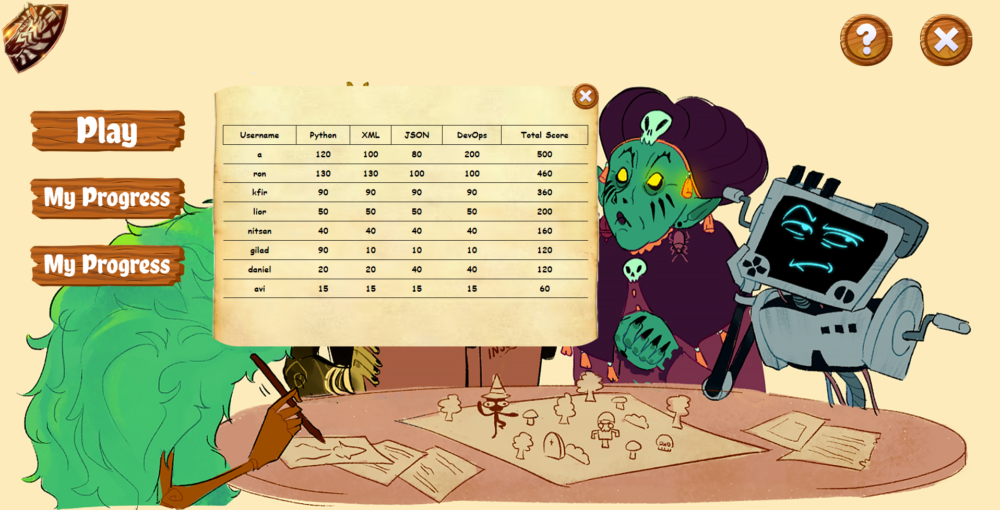 Play
My Progress
My Progress
Username Python XML JSON DevOps Total Score
a 120 100 80 200 500
ron 130 130 100 100 460
kfir 90 90 90 90 360
lior 50 50 50 50 200
nitsan 40 40 40 40 160
gilad 90 10 10 10 120
daniel 20 20 40 40 120
avi 15 15 15 15 60
?